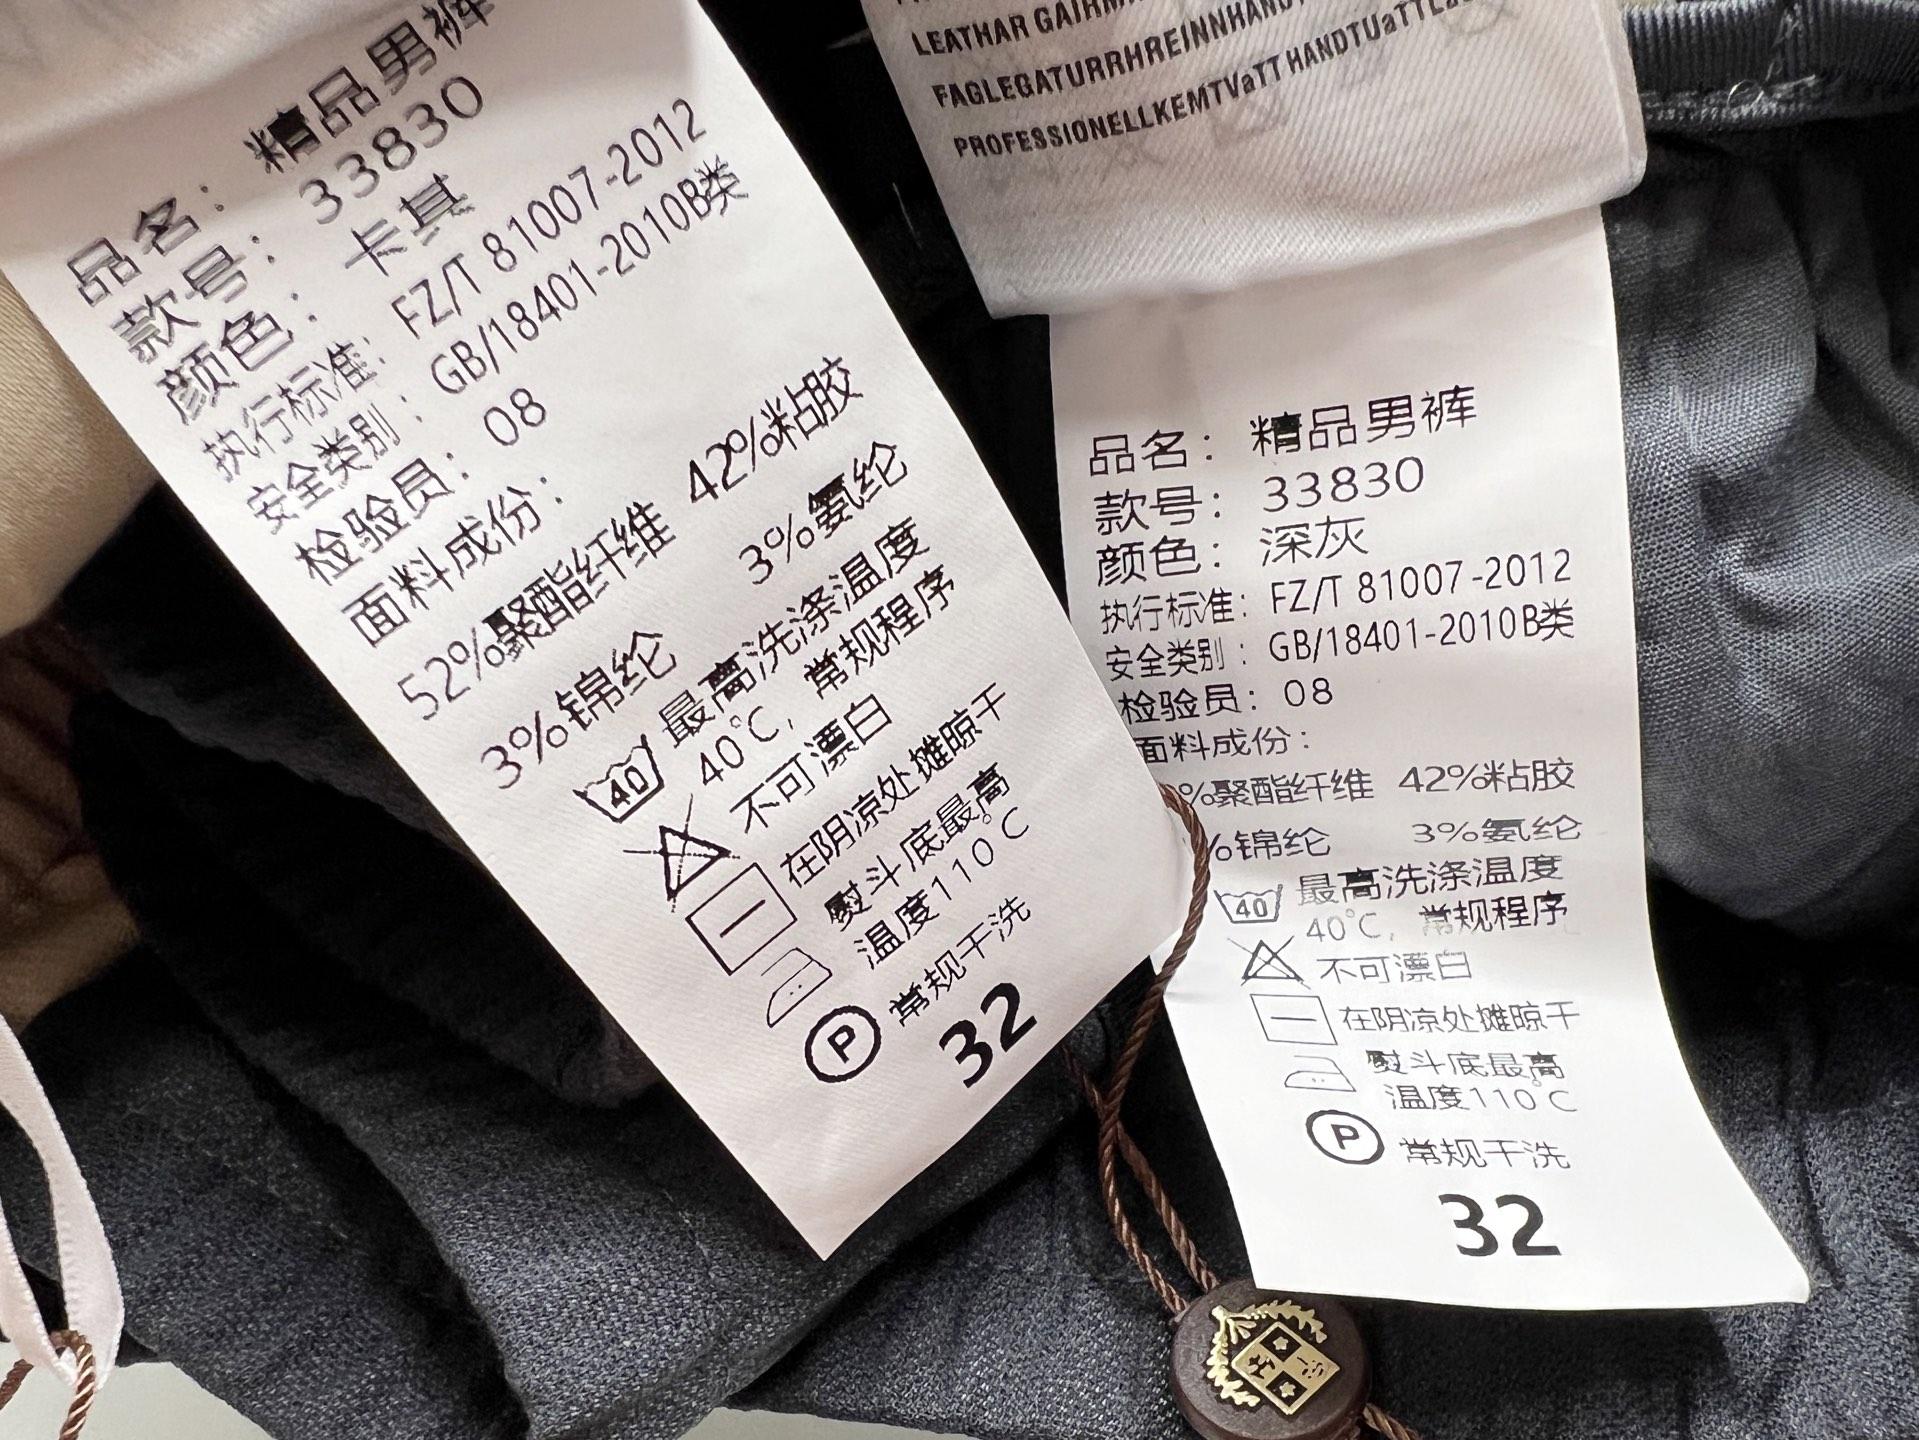 品名： 精品男裤
款号： 33830
颜色： 卡其
执行标准： FZ/T 81007-2012
安全类别： GB/18401-2010B类
检验员： 08
面料成份：
52%聚酯纤维 42%粘胶
3%锦纶 3%氨纶
40 最高洗涤温度
40℃, 常规程序
不可漂白
在阴凉处摊晾干
熨斗底最高
温度110℃
P 常规干洗
32
LEATHAR
FAGLEGATURRHREINNHAND
PROFESSIONELLKEMTVaTT HANDTUaTTL
品名： 精品男裤
款号： 33830
颜色： 深灰
执行标准： FZ/T 81007-2012
安全类别： GB/18401-2010B类
检验员： 08
面料成份：
%聚酯纤维 42%粘胶
%锦纶 3%氨纶
40 最高洗涤温度
40℃, 常规程序
不可漂白
在阴凉处摊晾干
熨斗底最高
温度110℃
P 常规干洗
32